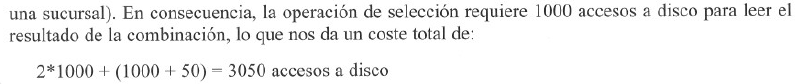 una sucursal). En consecuencia, la operación de selección requiere 1000 accesos a disco para leer el
resultado de la combinación, lo que nos da un coste total de:
2*1000 + (1000 + 50) = 3050 accesos a disco